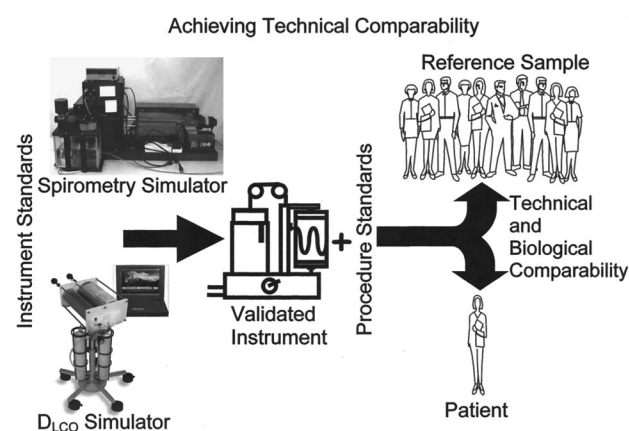 Achieving Technical Comparability
Instrument Standards
Spirometry Simulator
D_LCO Simulator
Validated
Instrument
+
Procedure Standards
Reference Sample
Technical
and
Biological
Comparability
Patient